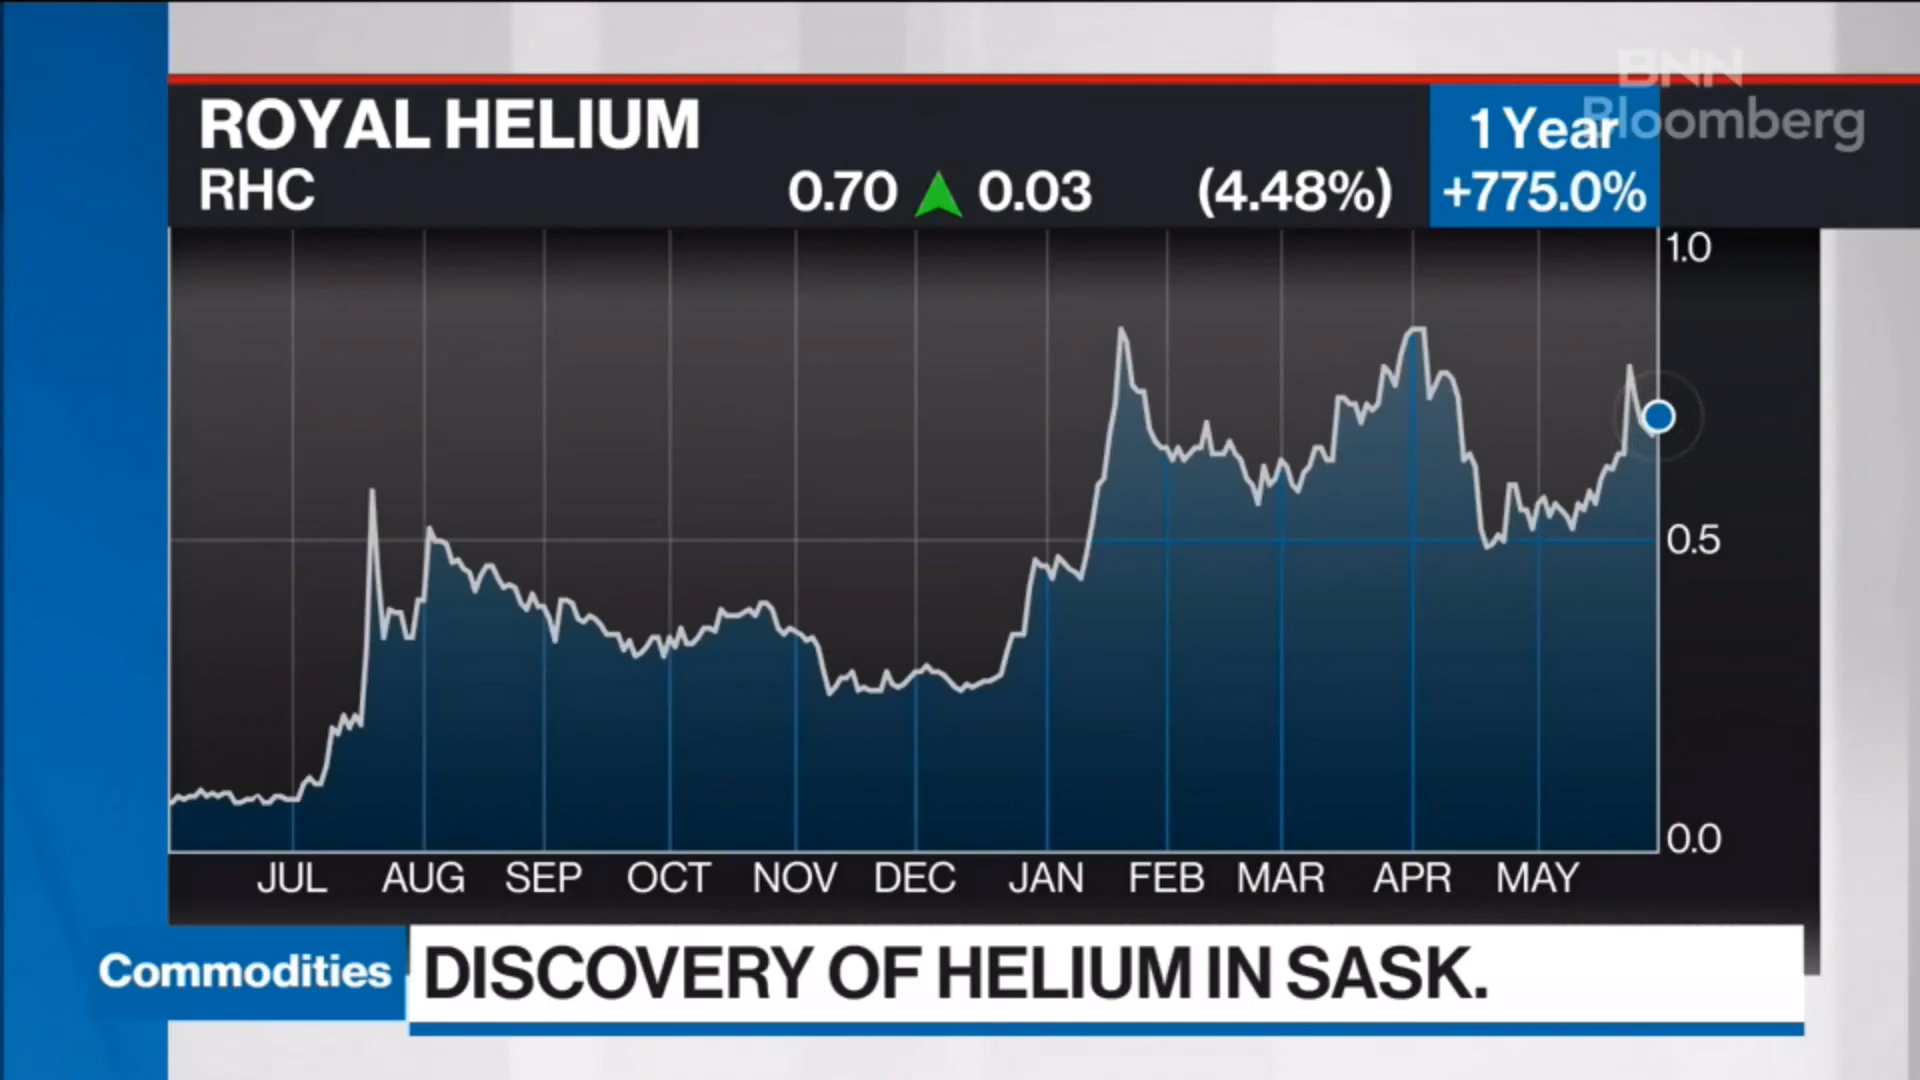 BNN
Bloomberg
ROYAL HELIUM
1 Year
RHC
0.70 ▲ 0.03 (4.48%)
+775.0%
1.0
0.5
0.0
JUL AUG SEP OCT NOV DEC JAN FEB MAR APR MAY
Commodities
DISCOVERY OF HELIUM IN SASK.